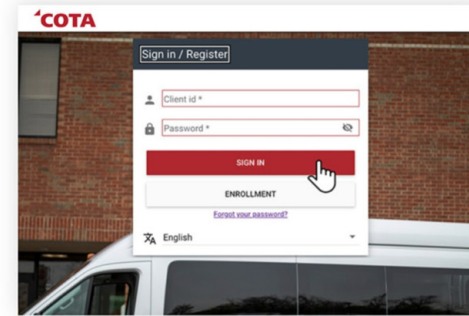 COTA
Sign in / Register
Client id *
Password *
SIGN IN
ENROLLMENT
Forgot your password?
English